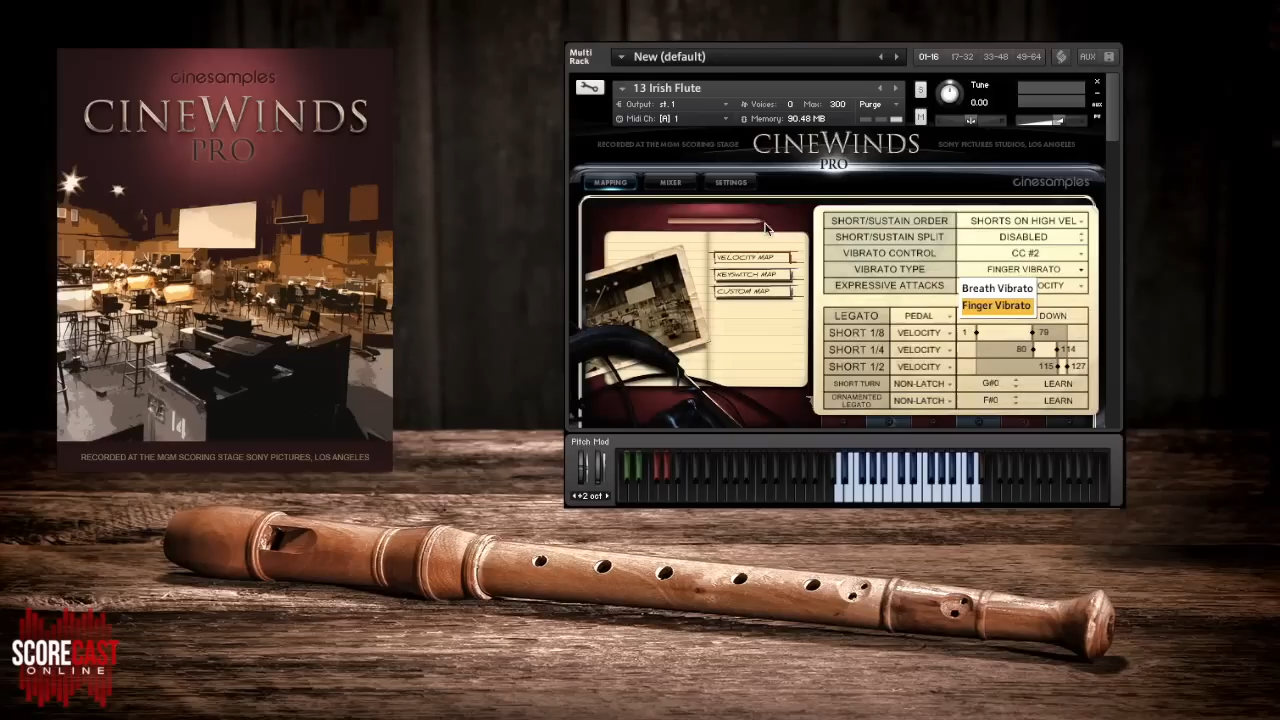 cinesamples
CINEWINDS
PRO
14
RECORDED AT THE MGM SCORING STAGE SONY PICTURES, LOS ANGELES
SCORECAST
ONLINE
Multi
Rack
New (default)
01-16 17-32 33-48 49-64
AUX
13 Irish Flute
Output: st. 1
Voices: 0 Max: 300 Purge
Midi Ch: [A] 1
Memory: 90.48 MB
S
M
Tune
0.00
AUX
PV
RECORDED AT THE MGM SCORING STAGE
CINEWINDS
PRO
SONY PICTURES STUDIOS, LOS ANGELES
MAPPING MIXER SETTINGS
cinesamples
VELOCITY MAP
KEYSWITCH MAP
CUSTOM MAP
SHORT/SUSTAIN ORDER SHORTS ON HIGH VEL
SHORT/SUSTAIN SPLIT DISABLED
VIBRATO CONTROL CC #2
VIBRATO TYPE FINGER VIBRATO
EXPRESSIVE ATTACKS OCITY
Breath Vibrato
Finger Vibrato
LEGATO PEDAL DOWN
SHORT 1/8 VELOCITY 1 79
SHORT 1/4 VELOCITY 80 114
SHORT 1/2 VELOCITY 115 127
SHORT TURN NON-LATCH G#0 LEARN
ORNAMENTED LEGATO NON-LATCH F#0 LEARN
Pitch Mod
+2 oct